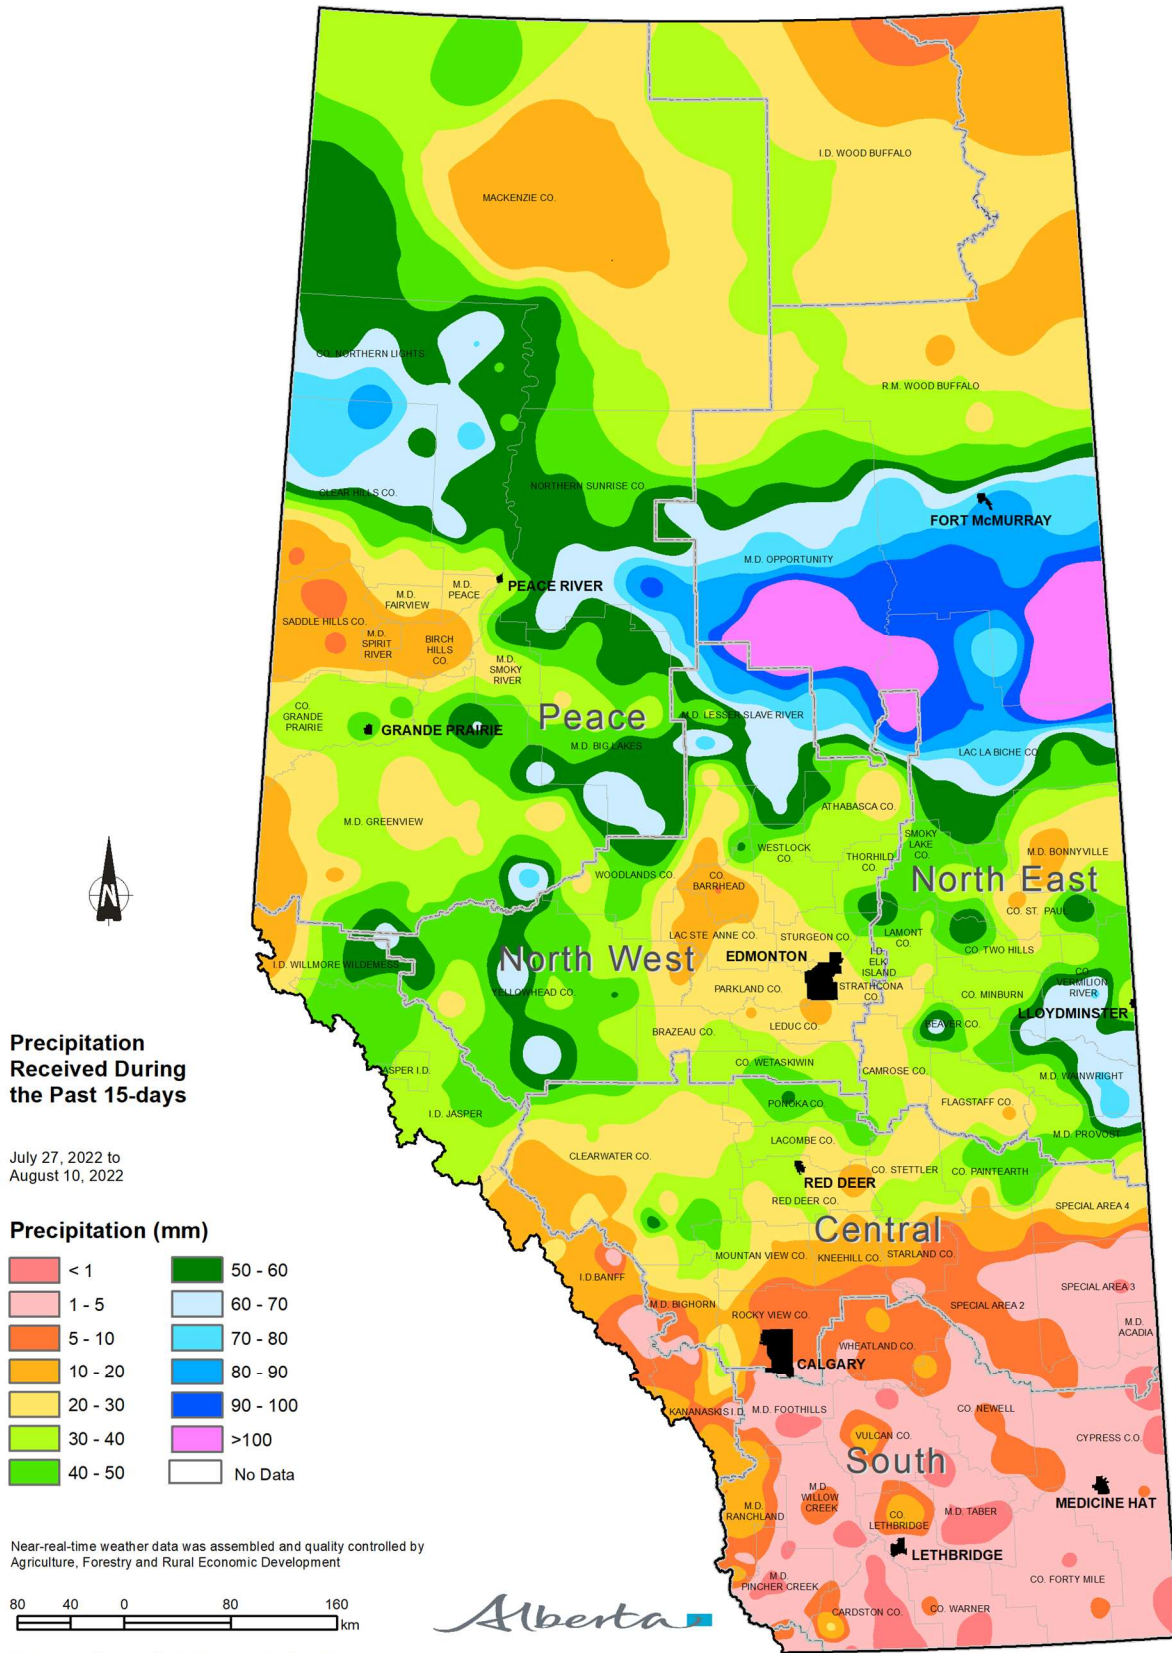 I.D. WOOD BUFFALO
MACKENZIE CO.
CO. NORTHERN LIGHTS
R.M. WOOD BUFFALO
CLEAR HILLS CO.
NORTHERN SUNRISE CO.
FORT McMURRAY
M.D. OPPORTUNITY
PEACE RIVER
M.D.
PEACE
M.D.
FAIRVIEW
SADDLE HILLS CO.
M.D.
SPIRIT
RIVER
BIRCH
HILLS
CO.
M.D.
SMOKY
RIVER
CO.
GRANDE
PRAIRIE
GRANDE PRAIRIE
Peace
M.D. LESSER SLAVE RIVER
M.D. BIG LAKES
LAC LA BICHE CO.
ATHABASCA CO.
M.D. GREENVIEW
SMOKY
LAKE
CO.
WESTLOCK
CO.
THORHILD
CO.
M.D. BONNYVILLE
WOODLANDS CO.
CO.
BARRHEAD
North East
CO. ST. PAUL
LAC STE. ANNE CO.
STURGEON CO.
LAMONT
CO.
CO. TWO HILLS
North West
EDMONTON
I.D.
ELK
ISLAND
I.D. WILLMORE WILDERNESS
YELLOWHEAD CO.
PARKLAND CO.
STRATHCONA
CO.
CO. MINBURN
CO.
VERMILION
RIVER
LLOYDMINSTER
BRAZEAU CO.
LEDUC CO.
BEAVER CO.
JASPER I.D.
CO. WETASKIWIN
CAMROSE CO.
M.D. WAINWRIGHT
I.D. JASPER
PONOKA CO.
FLAGSTAFF CO.
M.D. PROVOST
LACOMBE CO.
CLEARWATER CO.
CO. STETTLER
CO. PAINTEARTH
RED DEER
RED DEER CO.
SPECIAL AREA 4
Central
MOUNTAN VIEW CO.
KNEEHILL CO.
STARLAND CO.
I.D.BANFF
SPECIAL AREA 3
M.D. BIGHORN
ROCKY VIEW CO.
SPECIAL AREA 2
M.D.
ACADIA
WHEATLAND CO.
CALGARY
KANANASKIS I.D.
M.D. FOOTHILLS
CO. NEWELL
VULCAN CO.
CYPRESS C.O.
South
M.D.
WILLOW
CREEK
M.D.
RANCHLAND
MEDICINE HAT
CO.
LETHBRIDGE
M.D. TABER
LETHBRIDGE
M.D.
PINCHER CREEK
CO. FORTY MILE
CARDSTON CO.
CO. WARNER
N
Precipitation
Received During
the Past 15-days
July 27, 2022 to
August 10, 2022
Precipitation (mm)
< 1
1 - 5
5 - 10
10 - 20
20 - 30
30 - 40
40 - 50
50 - 60
60 - 70
70 - 80
80 - 90
90 - 100
>100
No Data
Near-real-time weather data was assembled and quality controlled by
Agriculture, Forestry and Rural Economic Development
80 40 0 80 160
km
Alberta